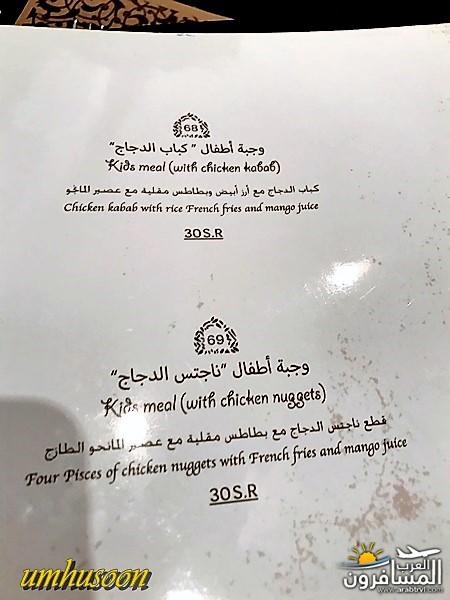 68
وجبة أطفال " كباب الدجاج"
Kids meal (with chicken kabab)
كباب الدجاج مع أرز أبيض وبطاطس مقلية مع عصير المانجو
Chicken kabab with rice French fries and mango juice
30S.R
69
وجبة أطفال "ناجتس الدجاج"
Kids meal (with chicken nuggets)
قطع ناجتس الدجاج مع بطاطس مقلية مع عصير المانجو الطازج
Four Pisces of chicken nuggets with French fries and mango juice
30S.R
umhusoon
العرب
المسافرون
www.arabtrvl.com